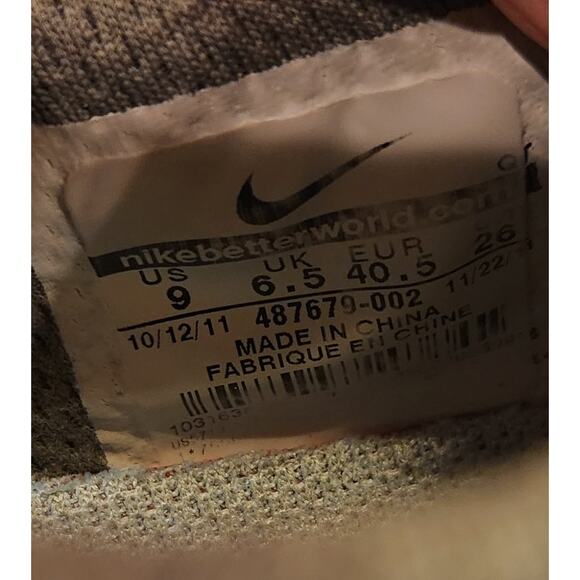 nikebetterworld.com
US UK EUR
9 6.5 40.5 26
10/12/11 487679-002 11/22/
MADE IN CHINA
FABRIQUE EN CHINE